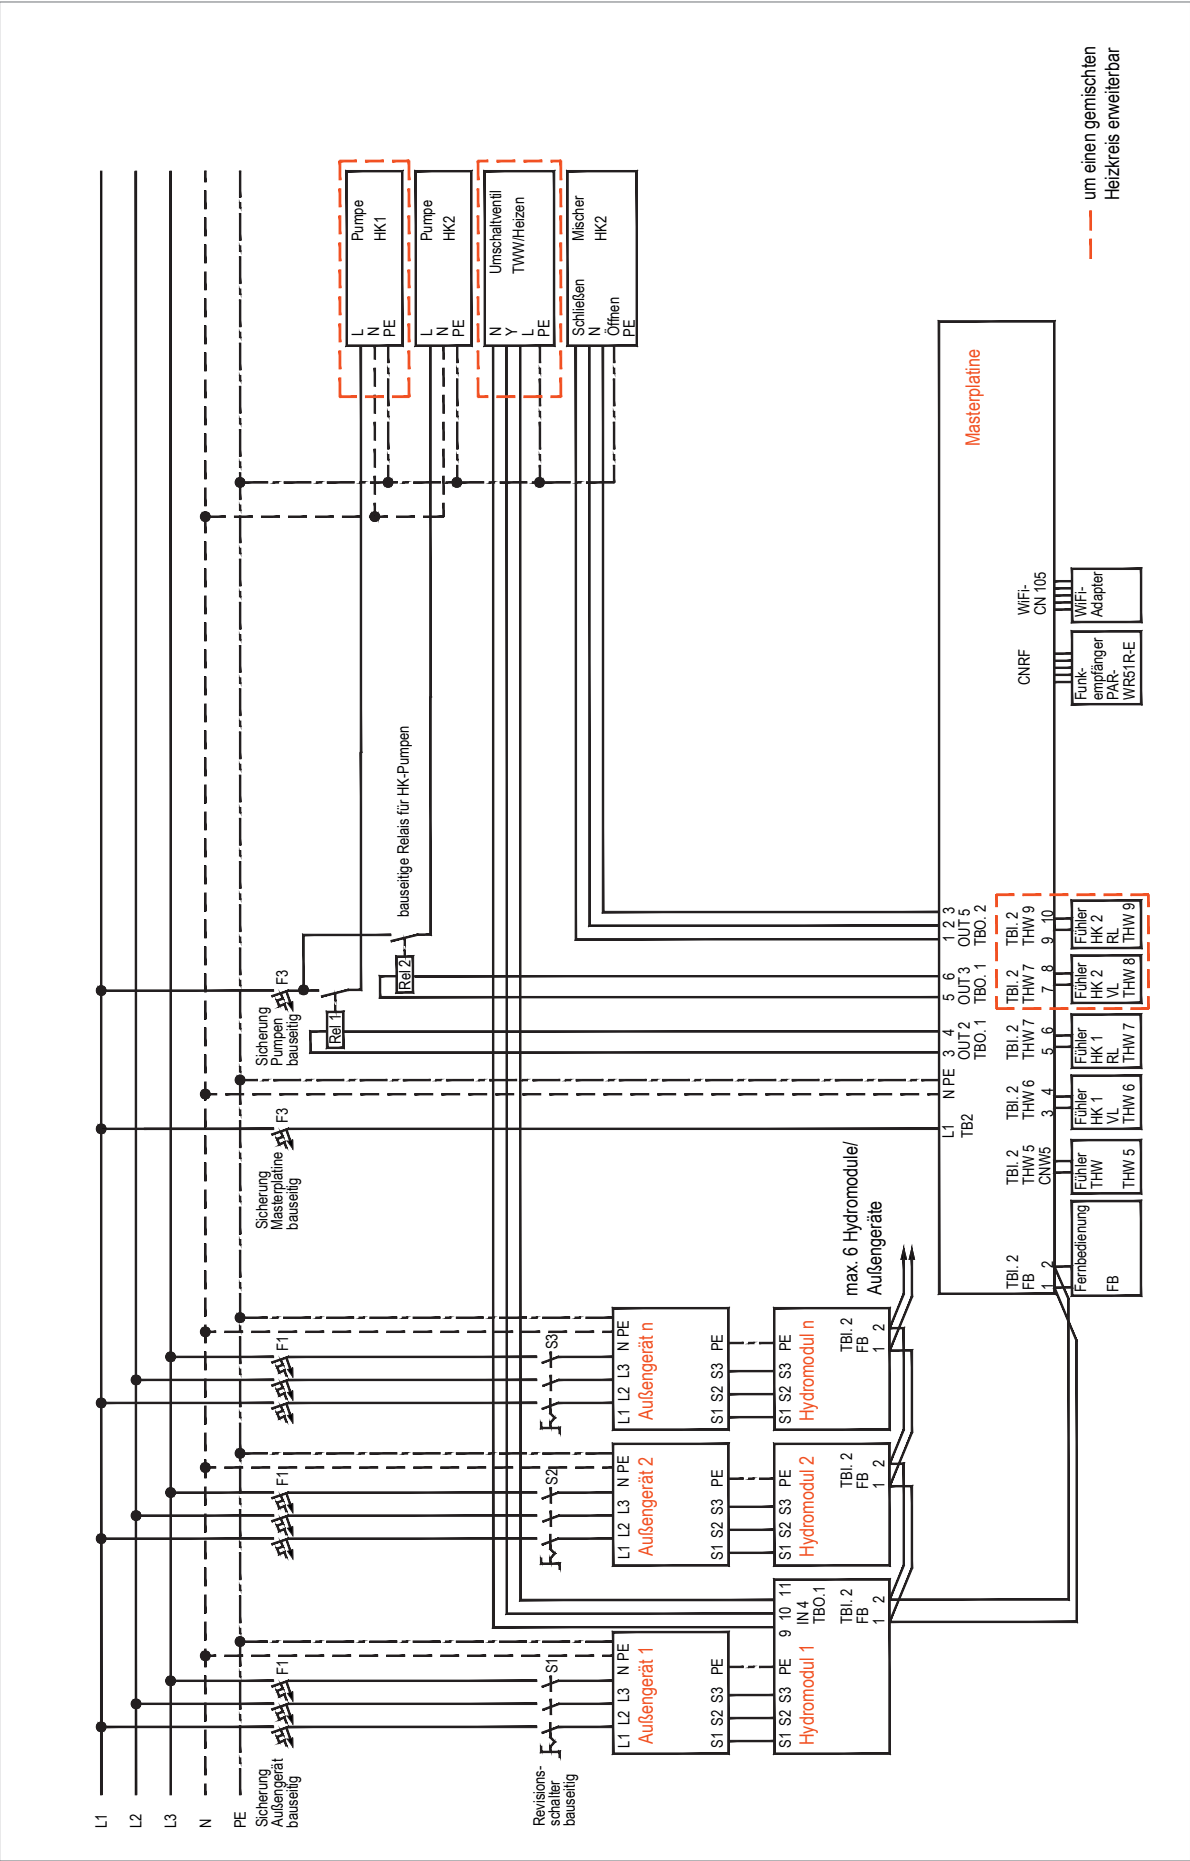 L1
L2
L3
N
PE
Sicherung
Außengerät
bauseitig
F1
F1
F1
Sicherung
Masterplatine
bauseitig
F3
Sicherung
Pumpen
bauseitig
F3
Rel 1
Rel 2
bauseitige Relais für HK-Pumpen
Pumpe
HK1
L
N
PE
Pumpe
HK2
L
N
PE
Umschaltventil
TWW/Heizen
N
Y
L
PE
Mischer
HK2
Schließen
N
Öffnen
PE
um einen gemischten
Heizkreis erweiterbar
Revisions-
schalter
bauseitig
S1
S2
S3
L1 L2 L3 N PE
Außengerät 1
S1 S2 S3 PE
L1 L2 L3 N PE
Außengerät 2
S1 S2 S3 PE
L1 L2 L3 N PE
Außengerät n
S1 S2 S3 PE
S1 S2 S3 PE 9 10 11
IN 4
TBO.1
Hydromodul 1
TBI. 2
FB
1 2
S1 S2 S3 PE
Hydromodul 2
TBI. 2
FB
1 2
S1 S2 S3 PE
Hydromodul n
TBI. 2
FB
1 2
max. 6 Hydromodule/
Außengeräte
Masterplatine
L1
TB2
N PE
3 4
OUT 2
TBO. 1
5 6
OUT 3
TBO. 1
1 2 3
OUT 5
TBO. 2
TBI. 2
FB
1 2
TBI. 2
THW 5
CNW5
TBI. 2
THW 6
3 4
TBI. 2
THW 7
5 6
TBI. 2
THW 7
7 8
TBI. 2
THW 9
9 10
CNRF
WiFi-
CN 105
Fernbedienung
FB
Fühler
THW
THW 5
Fühler
HK 1
VL
THW 6
Fühler
HK 1
RL
THW 7
Fühler
HK 2
VL
THW 8
Fühler
HK 2
RL
THW 9
Funk-
empfänger
PAR-
WR51R-E
WiFi-
Adapter